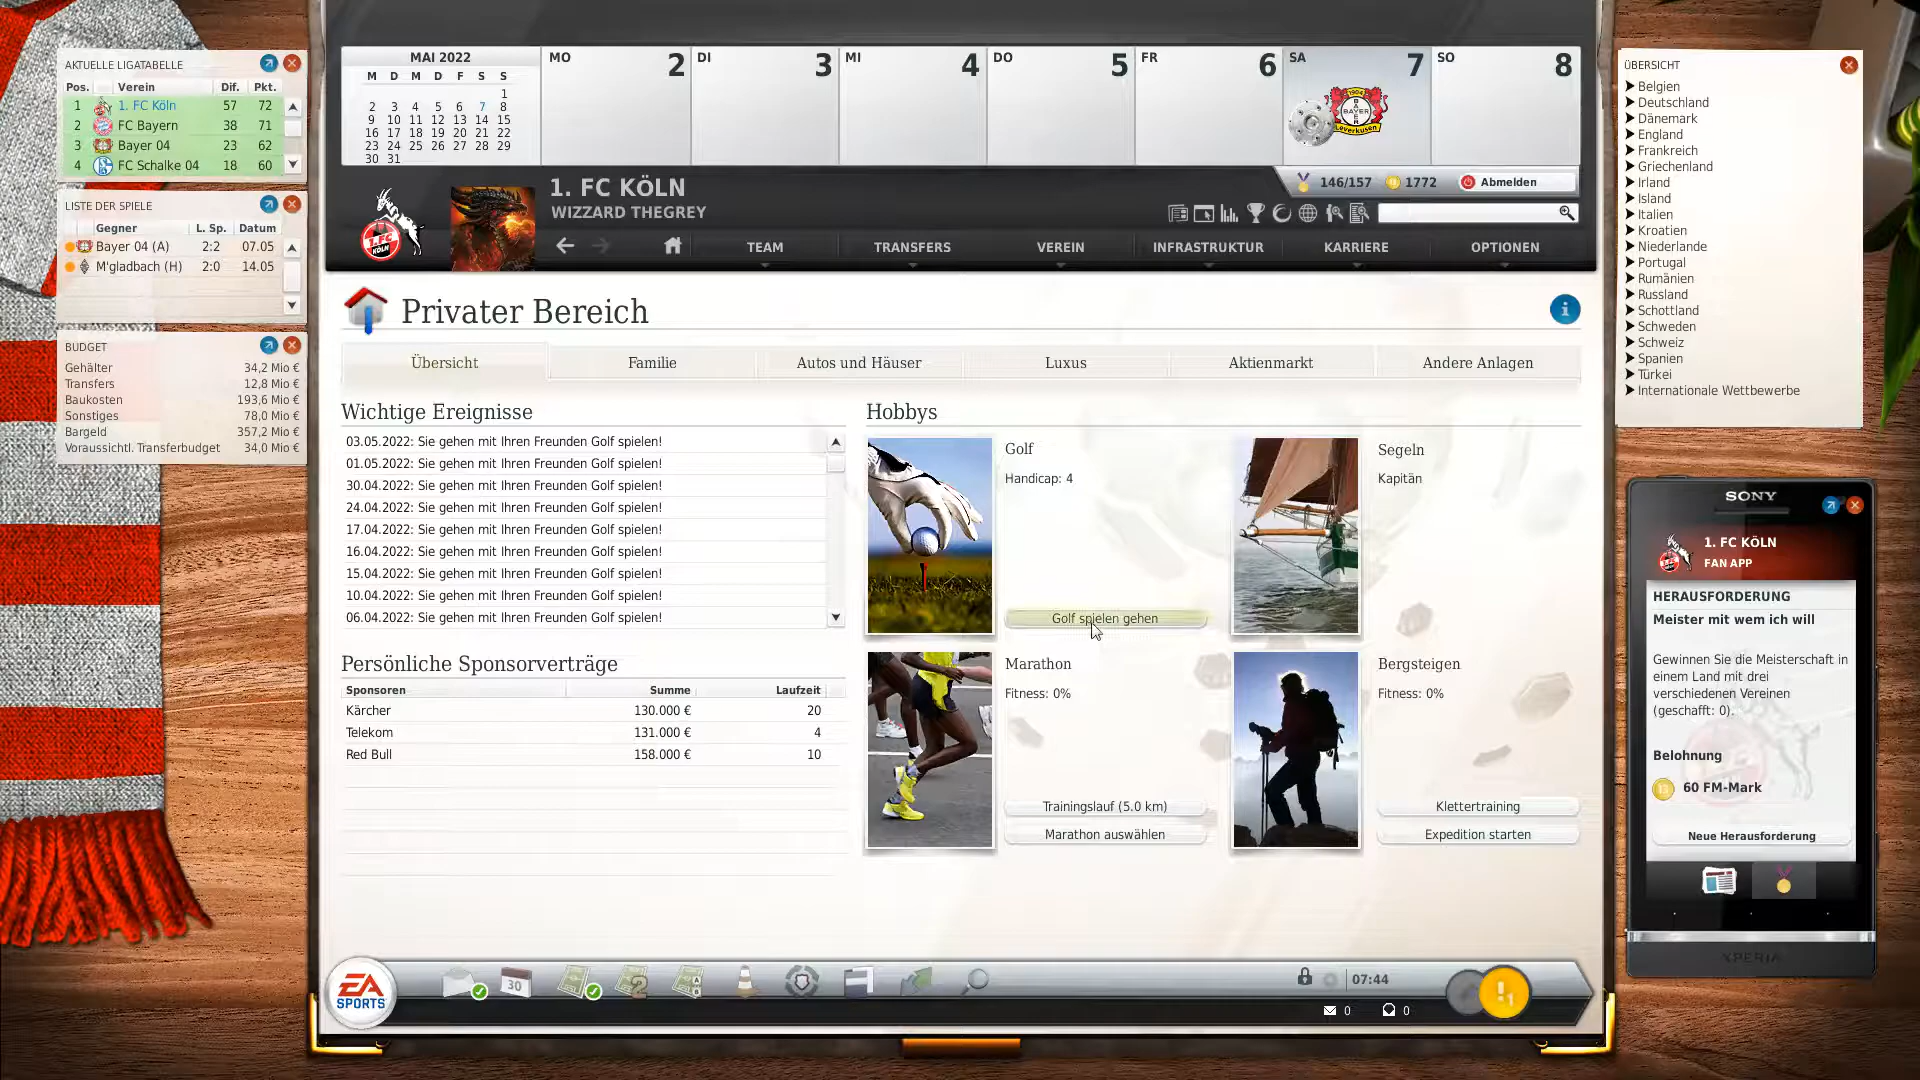 AKTUELLE LIGATABELLE
Pos. Verein Dif. Pkt.
1 1. FC Köln 57 72
2 FC Bayern 38 71
3 Bayer 04 23 62
4 FC Schalke 04 18 60
LISTE DER SPIELE
Gegner L. Sp. Datum
Bayer 04 (A) 2:2 07.05
M'gladbach (H) 2:0 14.05
BUDGET
Gehälter 34,2 Mio €
Transfers 12,8 Mio €
Baukosten 193,6 Mio €
Sonstiges 78,0 Mio €
Bargeld 357,2 Mio €
Voraussichtl. Transferbudget 34,0 Mio €
MAI 2022
M D M D F S S
1
2 3 4 5 6 7 8
9 10 11 12 13 14 15
16 17 18 19 20 21 22
23 24 25 26 27 28 29
30 31
MO 2 DI 3 MI 4 DO 5 FR 6 SA 7 SO 8
1904
BAYER
Leverkusen
146/157 1772 Abmelden
1. FC KÖLN
WIZZARD THEGREY
1.FC KÖLN
TEAM TRANSFERS VEREIN INFRASTRUKTUR KARRIERE OPTIONEN
Privater Bereich
Übersicht Familie Autos und Häuser Luxus Aktienmarkt Andere Anlagen
Wichtige Ereignisse
03.05.2022: Sie gehen mit Ihren Freunden Golf spielen!
01.05.2022: Sie gehen mit Ihren Freunden Golf spielen!
30.04.2022: Sie gehen mit Ihren Freunden Golf spielen!
24.04.2022: Sie gehen mit Ihren Freunden Golf spielen!
17.04.2022: Sie gehen mit Ihren Freunden Golf spielen!
16.04.2022: Sie gehen mit Ihren Freunden Golf spielen!
15.04.2022: Sie gehen mit Ihren Freunden Golf spielen!
10.04.2022: Sie gehen mit Ihren Freunden Golf spielen!
06.04.2022: Sie gehen mit Ihren Freunden Golf spielen!
Persönliche Sponsorverträge
Sponsoren Summe Laufzeit
Kärcher 130.000 € 20
Telekom 131.000 € 4
Red Bull 158.000 € 10
Hobbys
Golf
Handicap: 4
Golf spielen gehen
Segeln
Kapitän
Marathon
Fitness: 0%
Trainingslauf (5.0 km)
Marathon auswählen
Bergsteigen
Fitness: 0%
Klettertraining
Expedition starten
ÜBERSICHT
Belgien
Deutschland
Dänemark
England
Frankreich
Griechenland
Irland
Island
Italien
Kroatien
Niederlande
Portugal
Rumänien
Russland
Schottland
Schweden
Schweiz
Spanien
Türkei
Internationale Wettbewerbe
SONY
1. FC KÖLN
FAN APP
HERAUSFORDERUNG
Meister mit wem ich will
Gewinnen Sie die Meisterschaft in
einem Land mit drei
verschiedenen Vereinen
(geschafft: 0).
Belohnung
60 FM-Mark
Neue Herausforderung
XPERIA
EA
SPORTS
30
2
07:44
0 0
1